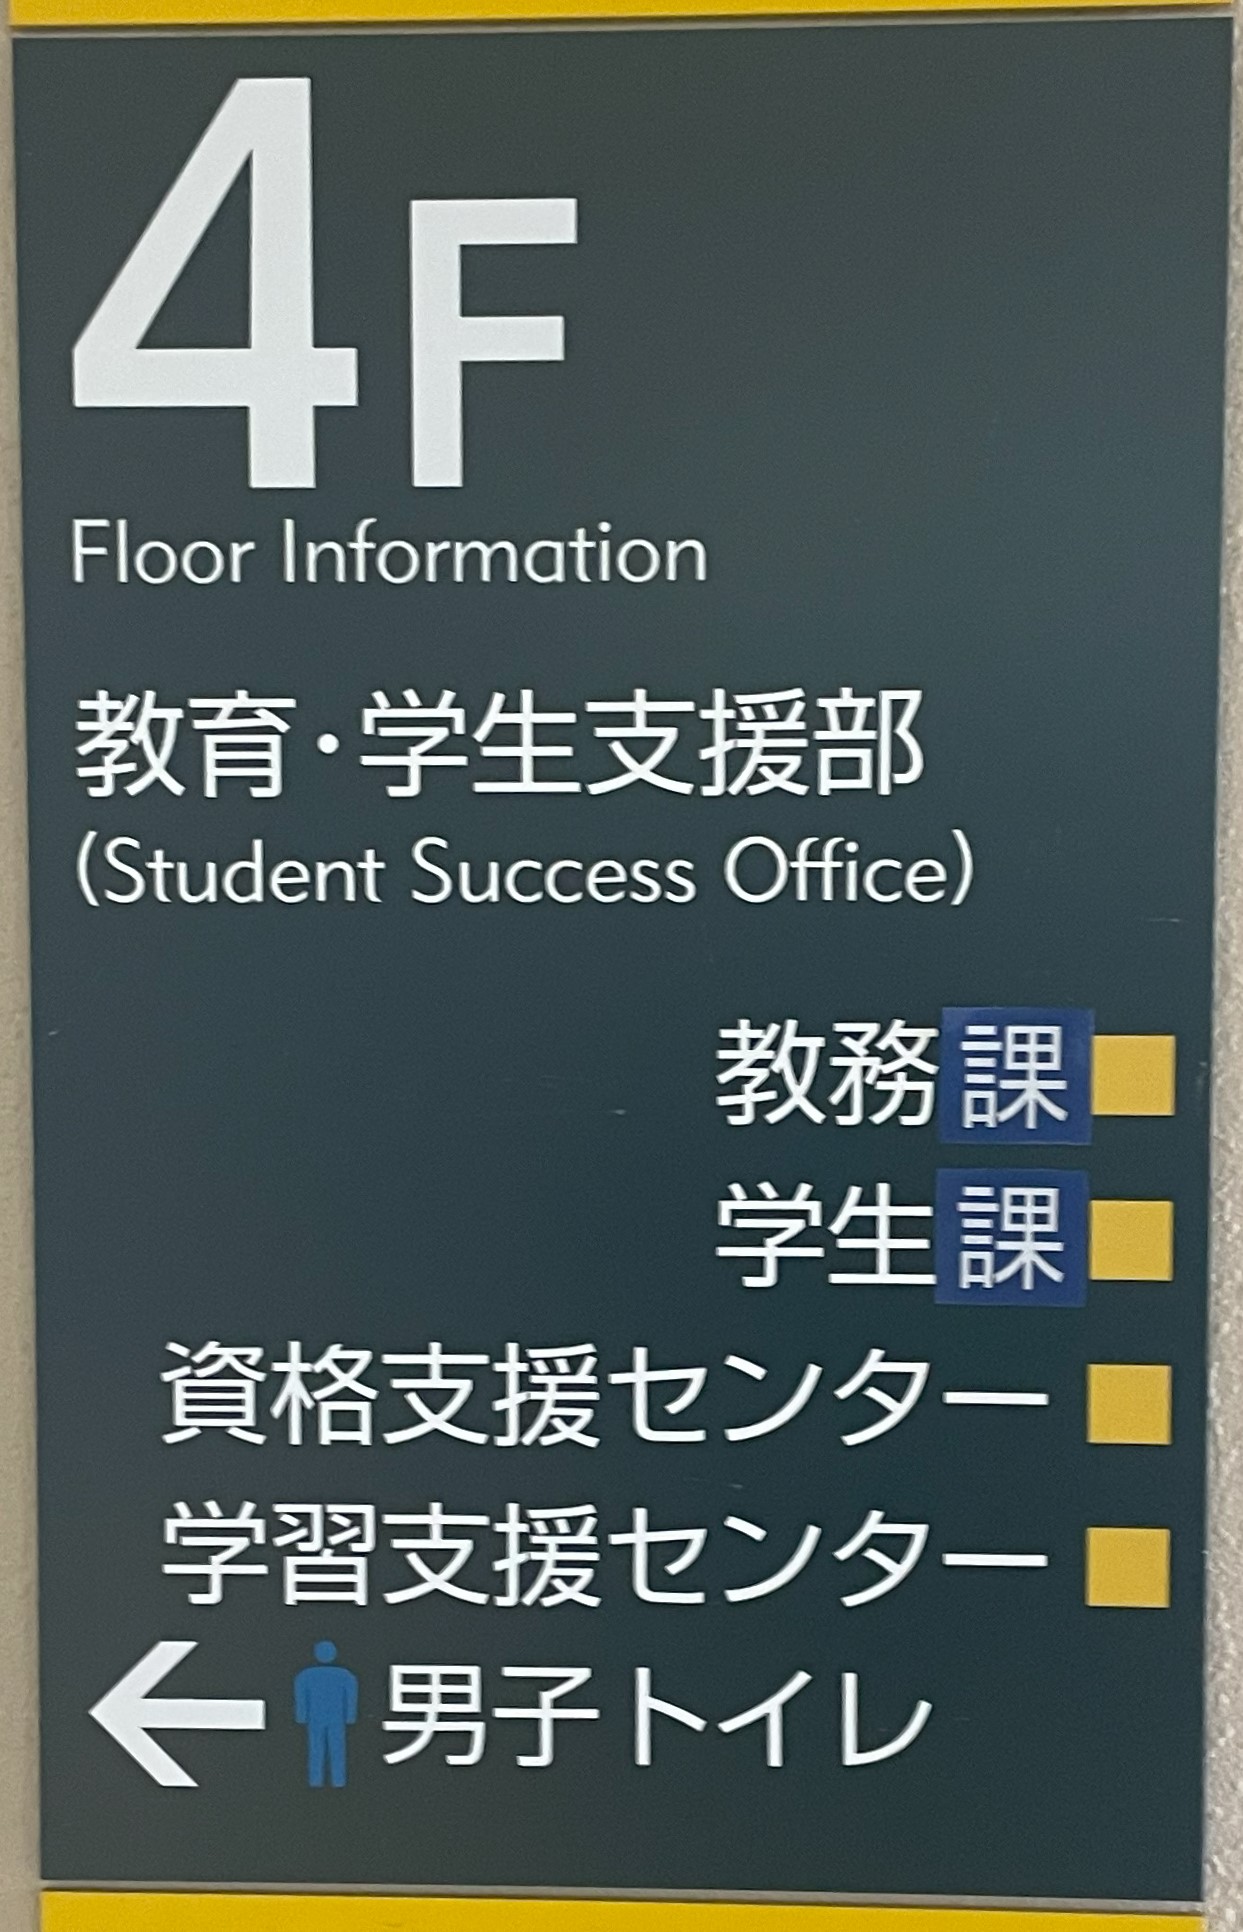 4F
Floor Information
教育・学生支援部
(Student Success Office)
教務課
学生課
資格支援センター
学習支援センター
男子トイレ